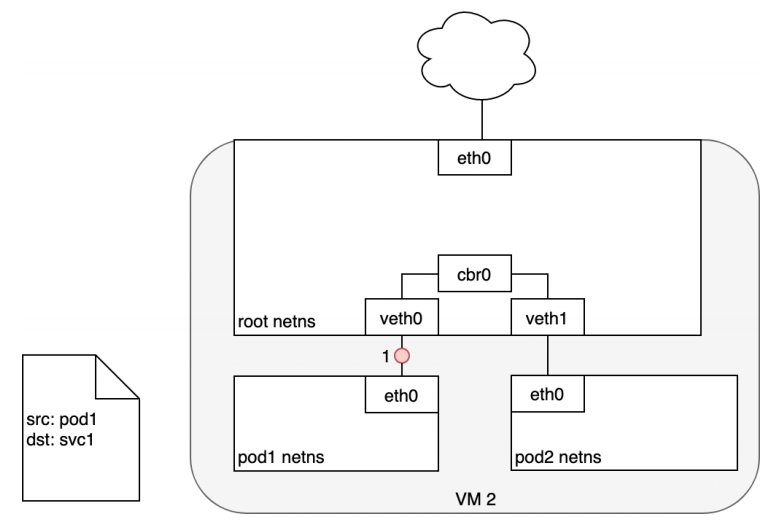 eth0
cbr0
root netns
veth0
veth1
1
eth0
eth0
src: pod1
dst: svc1
pod1 netns
pod2 netns
VM 2